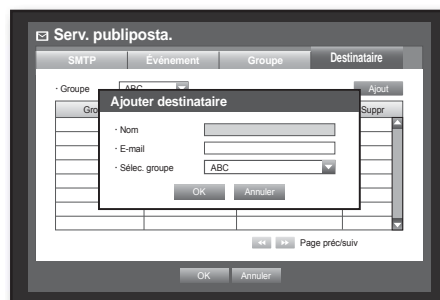 Serv. publiposta.
SMTP Événement Groupe Destinataire
· Groupe ABC Ajout
Suppr
Ajouter destinataire
· Nom
· E-mail
· Sélec. groupe ABC
OK Annuler
Page préc/suiv
OK Annuler